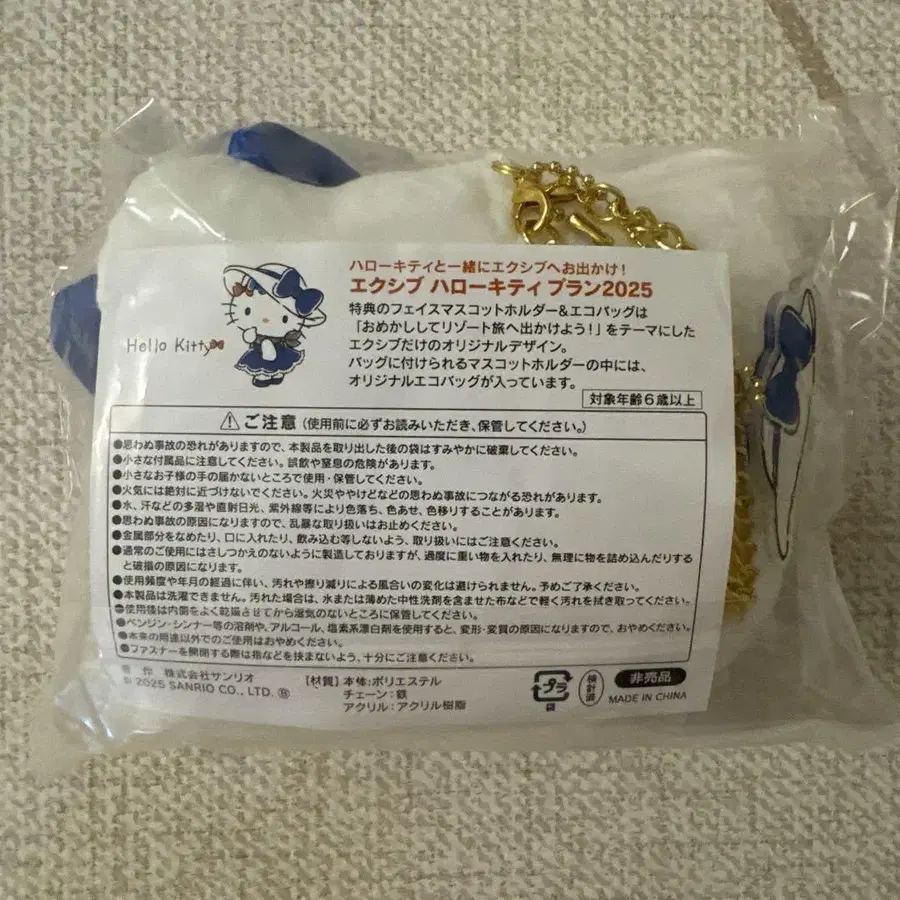 ハローキティと一緒にエクシブへお出かけ！
エクシブ ハローキティ プラン2025
特典のフェイスマスコットホルダー&エコバッグは
「おめかししてリゾート旅へ出かけよう！」をテーマにした
エクシブだけのオリジナルデザイン。
バッグに付けられるマスコットホルダーの中には、
オリジナルエコバッグが入っています。
Hello Kitty
対象年齢6歳以上
⚠ご注意（使用前に必ずお読みいただき、保管してください。）
●思わぬ事故の恐れがありますので、本製品を取り出した後の袋はすみやかに破棄してください。
●小さな付属品に注意してください。誤飲や窒息の危険があります。
●小さなお子様の手の届かないところで使用・保管してください。
●火気には絶対に近づけないでください。火災ややけどなどの思わぬ事故につながる恐れがあります。
●水、汗などの多湿や直射日光、紫外線等により色落ち、色あせ、色移りすることがあります。
●思わぬ事故の原因になりますので、乱暴な取り扱いはお止めください。
●金属部分をなめたり、口に入れたり、飲み込む等しないよう、取り扱いにはご注意ください。
●通常のご使用にはさしつかえのないように製造しておりますが、過度に重い物を入れたり、無理に物を詰め込んだりする
と破損の原因になります。
●使用頻度や年月の経過に伴い、汚れや擦り減りによる風合いの変化は避けられません。予めご了承ください。
●本製品は洗濯できません。汚れた場合は、水または薄めた中性洗剤を含ませた布などで軽く汚れを拭き取ってください。
●使用後は内側をよく乾燥させてから湿気のないところに保管してください。
●ベンジン・シンナー等の溶剤や、アルコール、塩素系漂白剤を使用すると、変形・変質の原因になりますので、おやめください。
●本来の用途以外でのご使用はおやめください。
●ファスナーを開閉する際は指などを挟まないよう、十分にご注意ください。
著 作 株式会社サンリオ
© 2025 SANRIO CO., LTD. Ⓑ
【材質】本体：ポリエステル
チェーン：鉄
アクリル：アクリル樹脂
プラ
袋
検針済
非売品
MADE IN CHINA